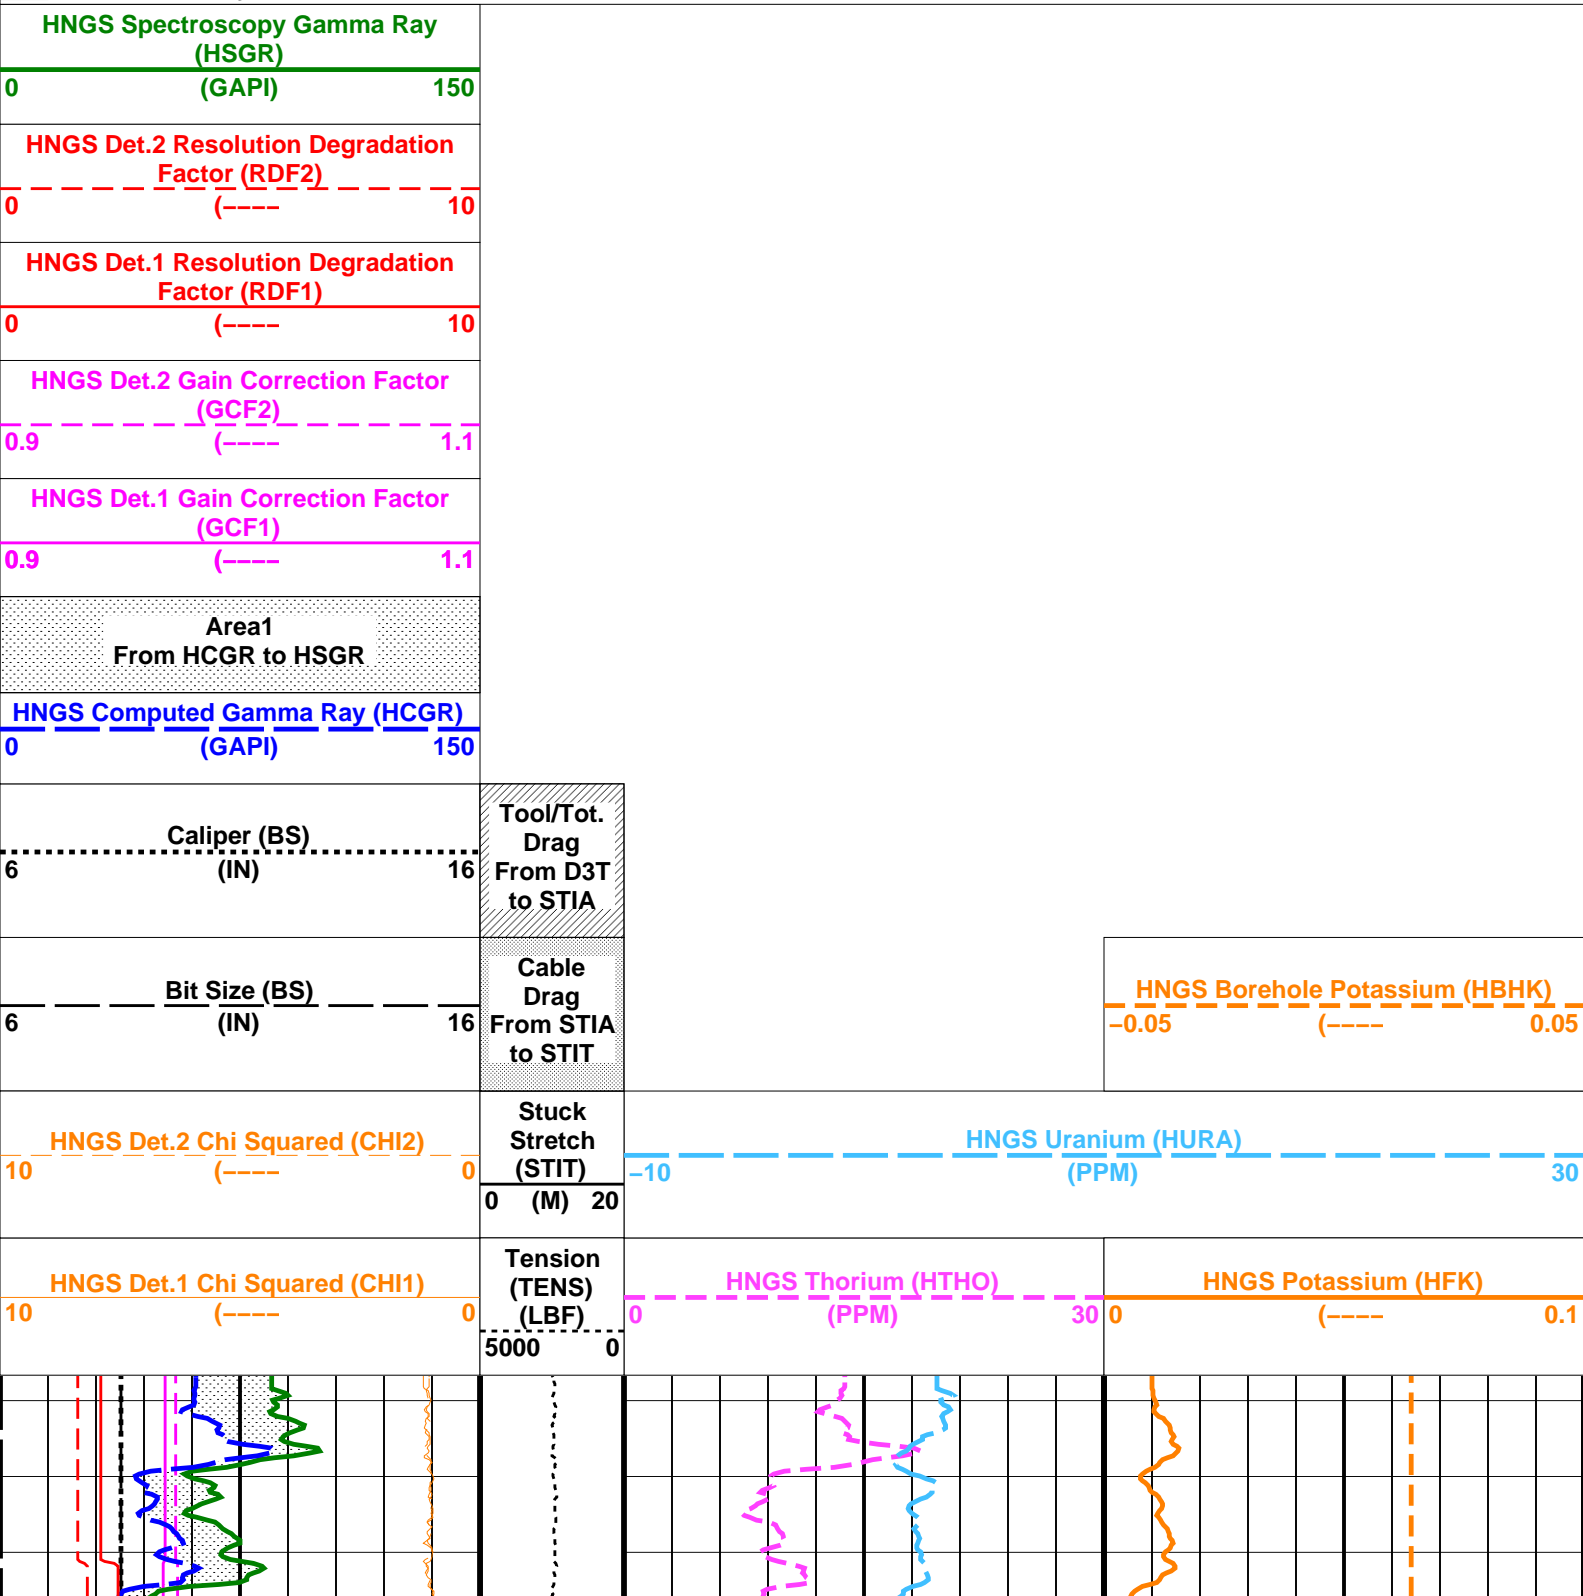 HNGS Spectroscopy Gamma Ray
(HSGR)
0 (GAPI) 150
HNGS Det.2 Resolution Degradation
Factor (RDF2)
0 (−−−− 10
HNGS Det.1 Resolution Degradation
Factor (RDF1)
0 (−−−− 10
HNGS Det.2 Gain Correction Factor
(GCF2)
0.9 (−−−− 1.1
HNGS Det.1 Gain Correction Factor
(GCF1)
0.9 (−−−− 1.1
Area1
From HCGR to HSGR
HNGS Computed Gamma Ray (HCGR)
0 (GAPI) 150
Caliper (BS)
6 (IN) 16
Tool/Tot.
Drag
From D3T
to STIA
Bit Size (BS)
6 (IN) 16
Cable
Drag
From STIA
to STIT
HNGS Borehole Potassium (HBHK)
−0.05 (−−−− 0.05
HNGS Det.2 Chi Squared (CHI2)
10 (−−−− 0
Stuck
Stretch
(STIT)
0 (M) 20
HNGS Uranium (HURA)
−10 (PPM) 30
HNGS Det.1 Chi Squared (CHI1)
10 (−−−− 0
Tension
(TENS)
(LBF)
5000 0
HNGS Thorium (HTHO)
0 (PPM) 30
HNGS Potassium (HFK)
0 (−−−− 0.1